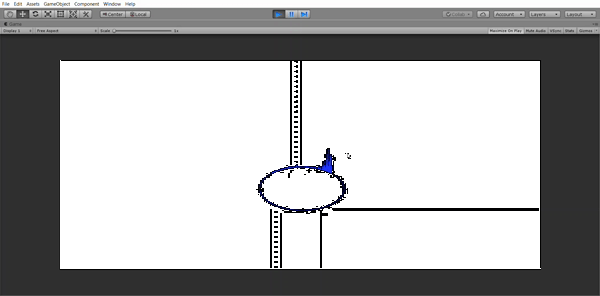 File Edit Assets GameObject Component Window Help
Center Local Collab Account Layers Layout
Game
Display 1 Free Aspect Scale 1x Maximize On Play Mute Audio VSync Stats Gizmos